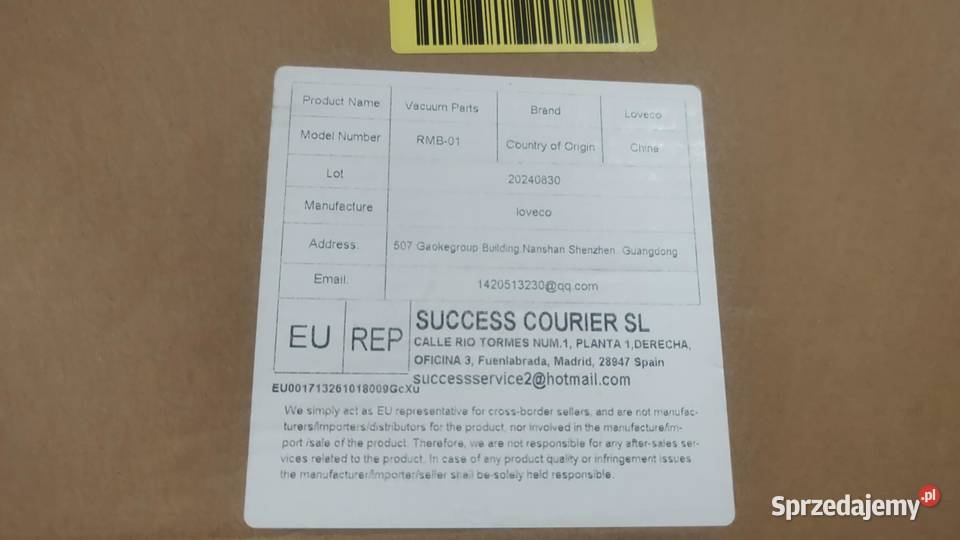 Product Name Vacuum Parts Brand Loveco
Model Number RMB-01 Country of Origin China
Lot 20240830
Manufacture loveco
Address. 507 Gaokegroup Building,Nanshan Shenzhen, Guangdong
Email. 1420513230@qq.com
EU REP
SUCCESS COURIER SL
CALLE RIO TORMES NUM.1, PLANTA 1,DERECHA,
OFICINA 3, Fuenlabrada, Madrid, 28947 Spain
successservice2@hotmail.com
EU001713261018009GcXu
We simply act as EU representative for cross-border sellers, and are not manufac-
turers/importers/distributors for the product, nor involved in the manufacture/im-
port /sale of the product. Therefore, we are not responsible for any after-sales ser-
vices related to the product. In case of any product quality or infringement issues
the manufacturer/importer/seller shall be solely held responsible.
Sprzedajemy.pl